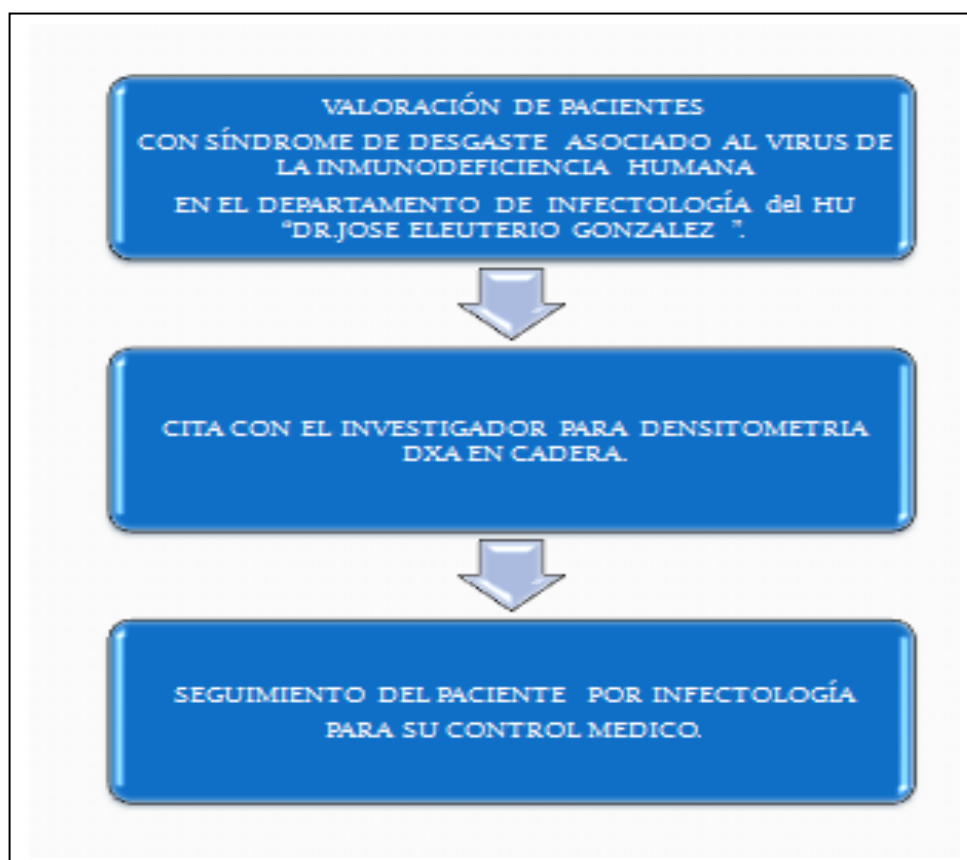 VALORACIÓN DE PACIENTES
CON SÍNDROME DE DESGASTE ASOCIADO AL VIRUS DE
LA INMUNODEFICIENCIA HUMANA
EN EL DEPARTAMENTO DE INFECTOLOGÍA del HU
“DR.JOSE ELEUTERIO GONZALEZ ”.
CITA CON EL INVESTIGADOR PARA DENSITOMETRIA
DXA EN CADERA.
SEGUIMIENTO DEL PACIENTE POR INFECTOLOGÍA
PARA SU CONTROL MEDICO.